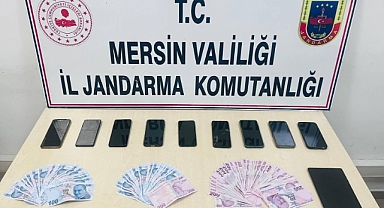 T.C.
MERSİN VALİLİĞİ
İL JANDARMA KOMUTANLIĞI